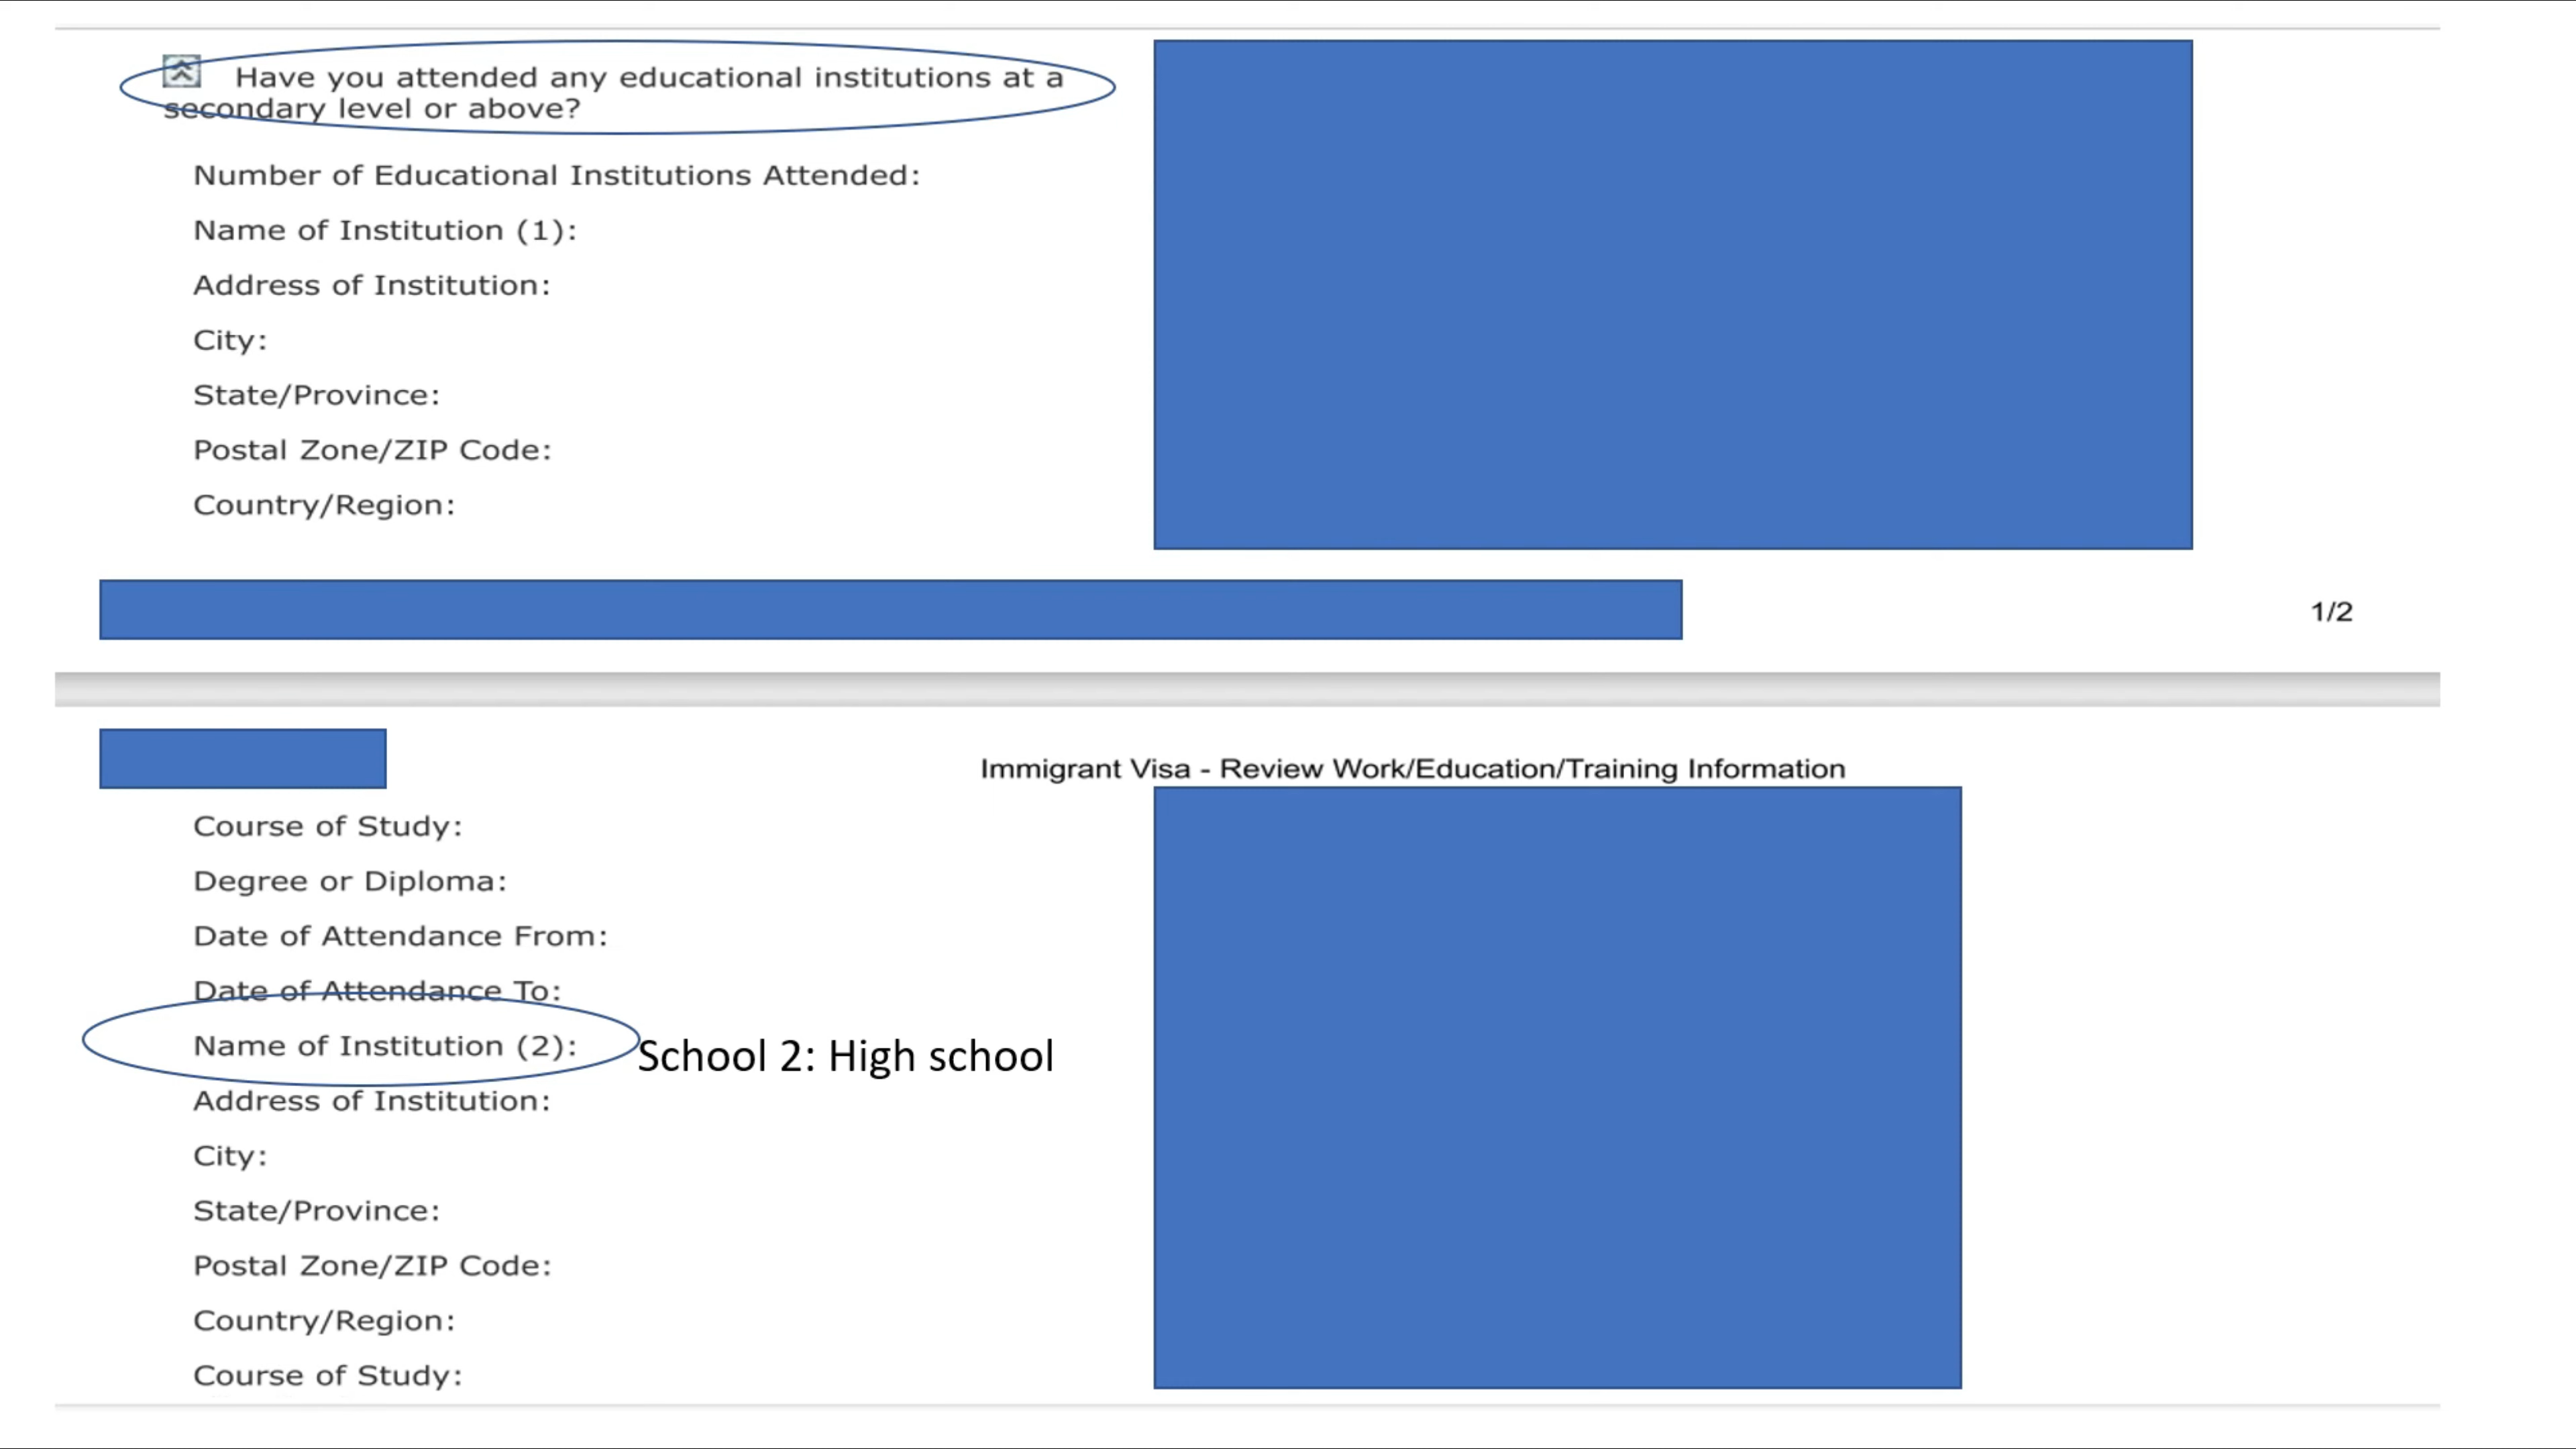 Have you attended any educational institutions at a
secondary level or above?
Number of Educational Institutions Attended:
Name of Institution (1):
Address of Institution:
City:
State/Province:
Postal Zone/ZIP Code:
Country/Region:
1/2
Immigrant Visa - Review Work/Education/Training Information
Course of Study:
Degree or Diploma:
Date of Attendance From:
Date of Attendance To:
Name of Institution (2): School 2: High school
Address of Institution:
City:
State/Province:
Postal Zone/ZIP Code:
Country/Region:
Course of Study: